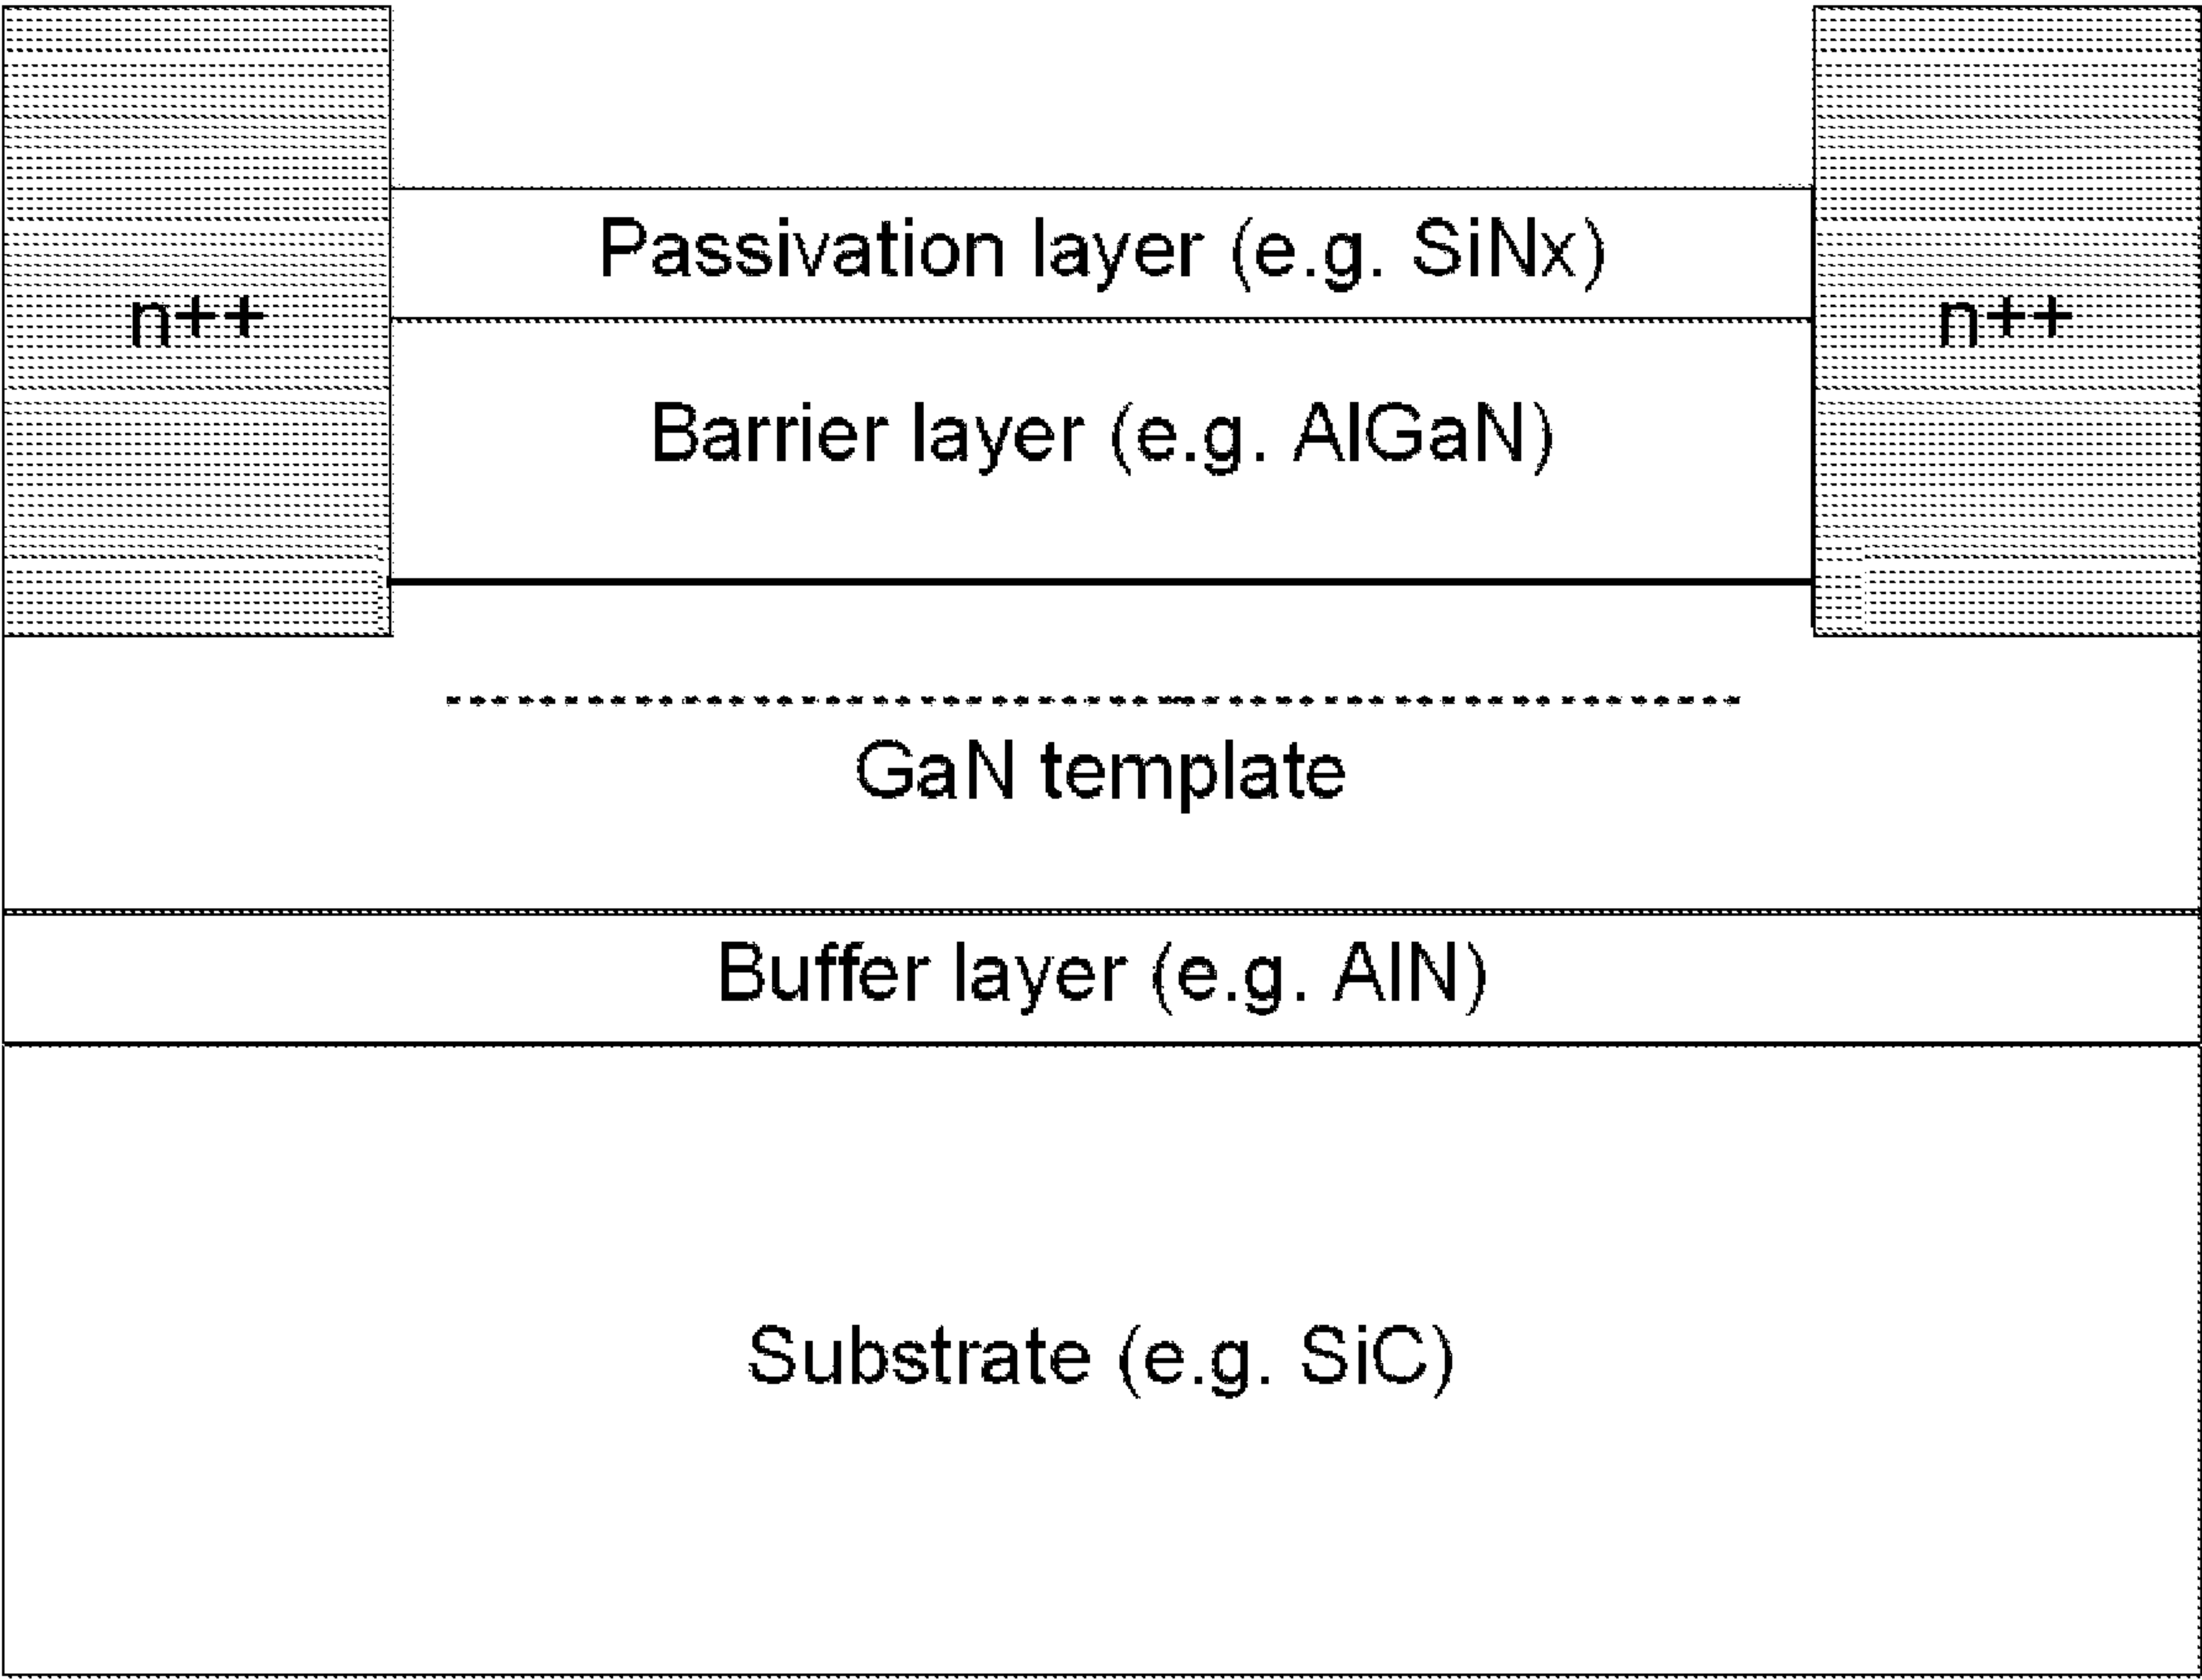 Passivation layer (e.g. SiNx)
n++
n++
Barrier layer (e.g. AlGaN)
GaN template
Buffer layer (e.g. AlN)
Substrate (e.g. SiC)